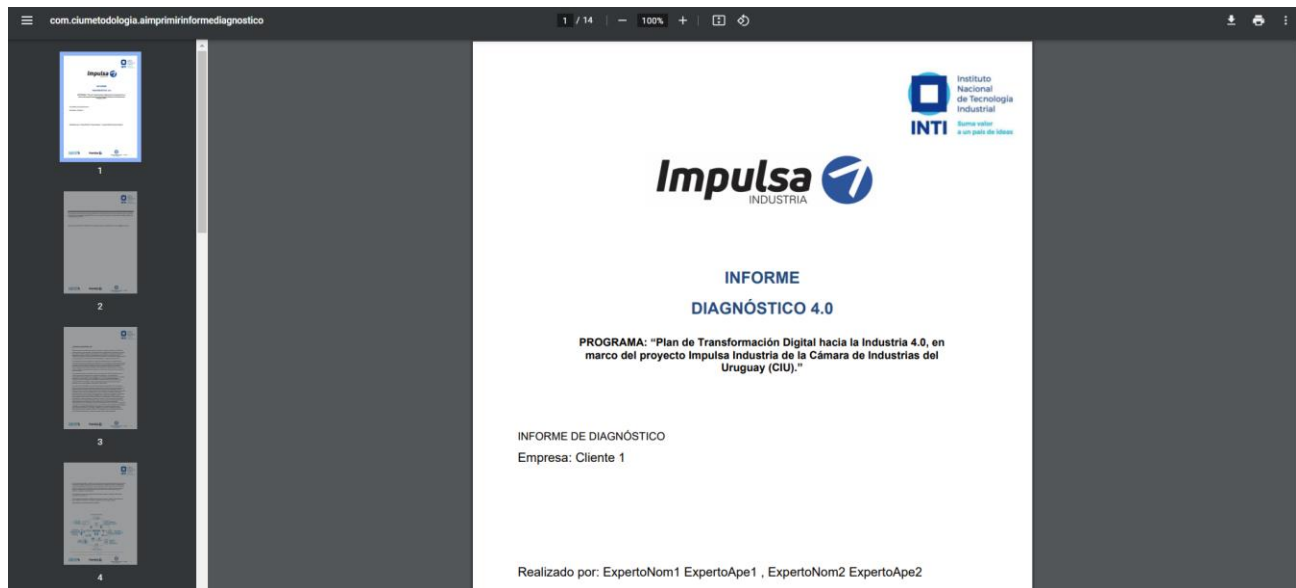 com.ciumetodologia.aimprimirinformediagnostico
1 / 14
100%
1
2
3
4
Instituto
Nacional
de Tecnología
Industrial
INTI
Suma valor
a un país de ideas
Impulsa
INDUSTRIA
INFORME
DIAGNÓSTICO 4.0
PROGRAMA: “Plan de Transformación Digital hacia la Industria 4.0, en
marco del proyecto Impulsa Industria de la Cámara de Industrias del
Uruguay (CIU).”
INFORME DE DIAGNÓSTICO
Empresa: Cliente 1
Realizado por: ExpertoNom1 ExpertoApe1 , ExpertoNom2 ExpertoApe2